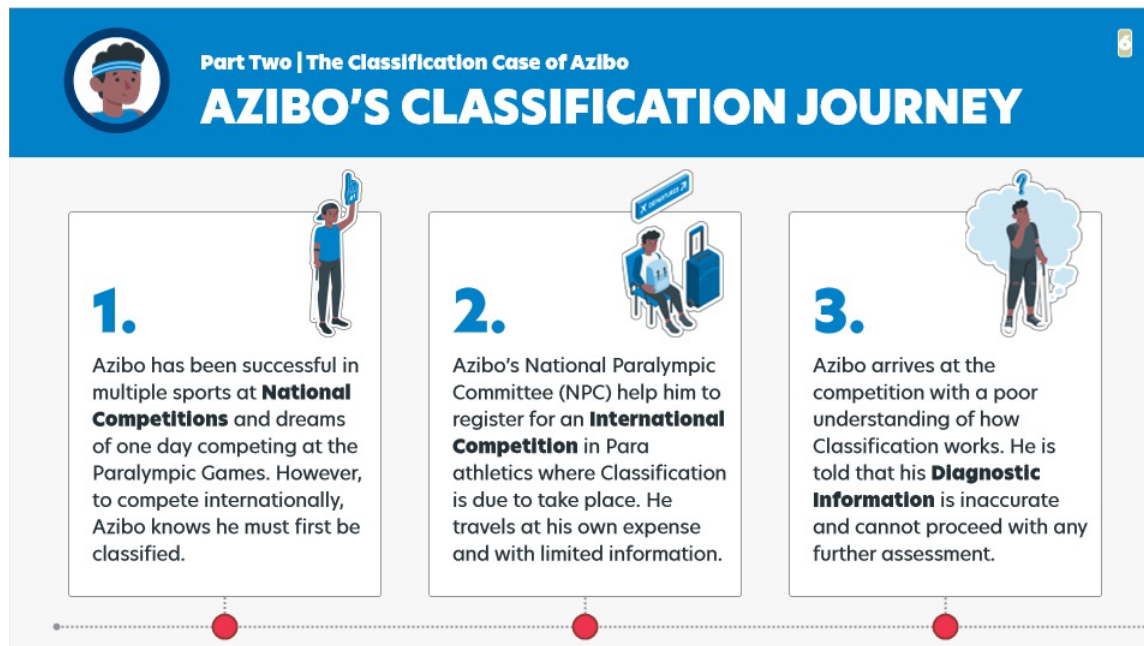 Part Two | The Classification Case of Azibo
6
AZIBO'S CLASSIFICATION JOURNEY
#1
DEPARTURES
?
1.
Azibo has been successful in
multiple sports at National
Competitions and dreams
of one day competing at the
Paralympic Games. However,
to compete internationally,
Azibo knows he must first be
classified.
2.
Azibo's National Paralympic
Committee (NPC) help him to
register for an International
Competition in Para
athletics where Classification
is due to take place. He
travels at his own expense
and with limited information.
3.
Azibo arrives at the
competition with a poor
understanding of how
Classification works. He is
told that his Diagnostic
Information is inaccurate
and cannot proceed with any
further assessment.